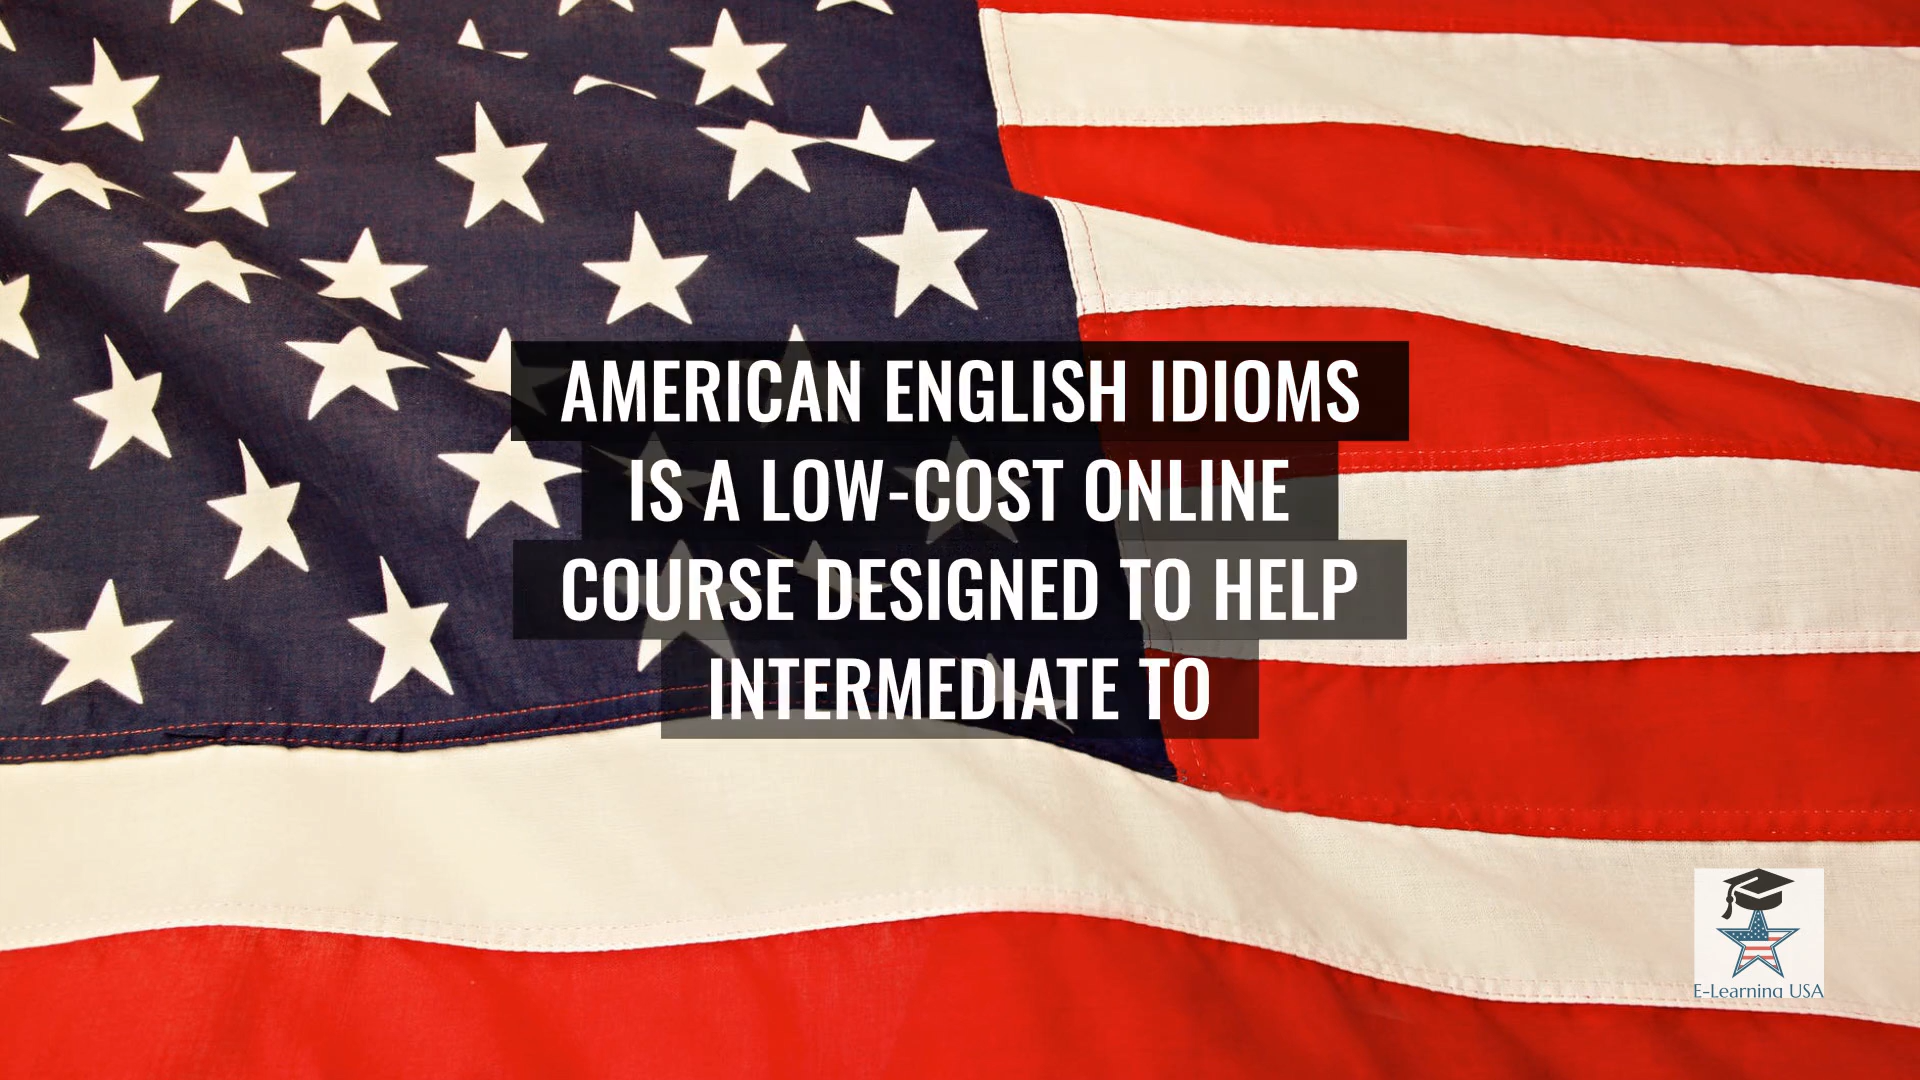 AMERICAN ENGLISH IDIOMS
IS A LOW-COST ONLINE
COURSE DESIGNED TO HELP
INTERMEDIATE TO
E-Learning USA